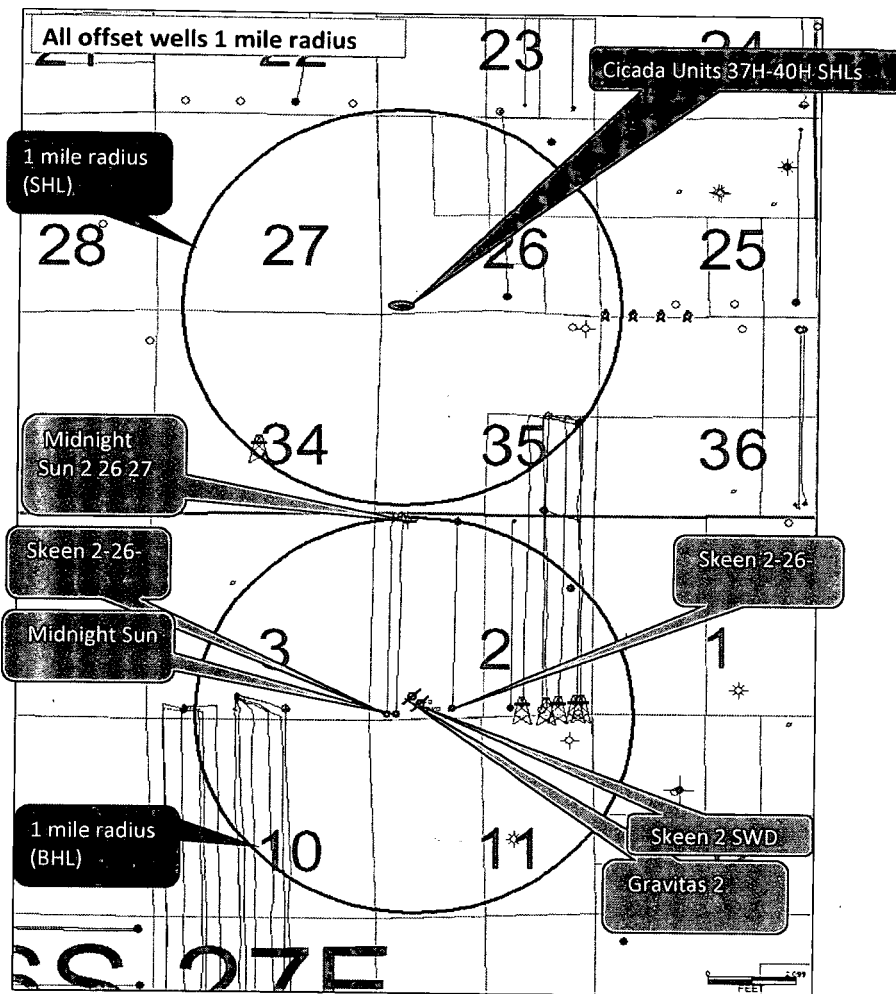 All offset wells 1 mile radius
22
23
24
Cicada Units 37H-40H SHLs
1 mile radius
(SHL)
28
27
26
25
Midnight
Sun 2 26 27
34
35
36
Skeen 2-26-
Skeen 2-26-
Midnight Sun
3
2
1
1 mile radius
(BHL)
10
11
Skeen 2 SWD
Gravitas 2
27E
FEET